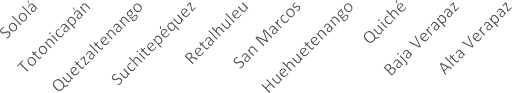 Sololá
Totonicapán
Quetzaltenango
Suchitepéquez
Retalhuleu
San Marcos
Huehuetenango
Quiché
Baja Verapaz
Alta Verapaz